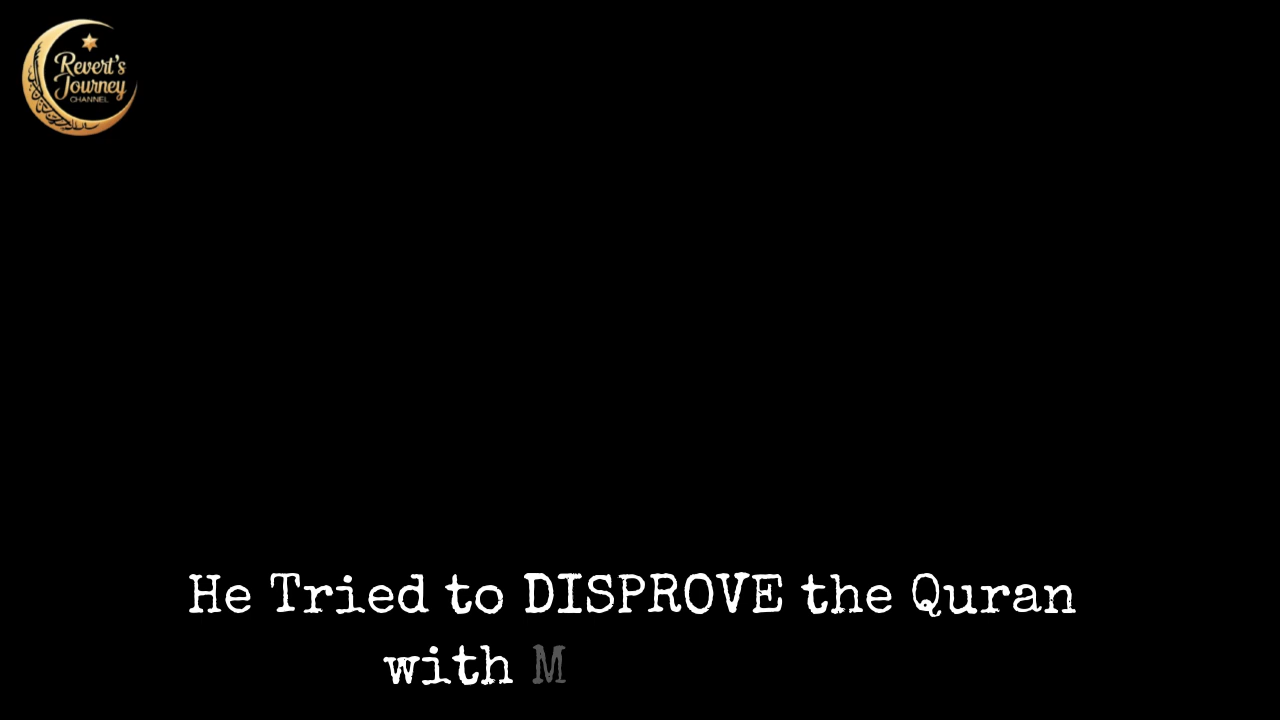 Revert's
Journey
CHANNEL
He Tried to DISPROVE the Quran
with M